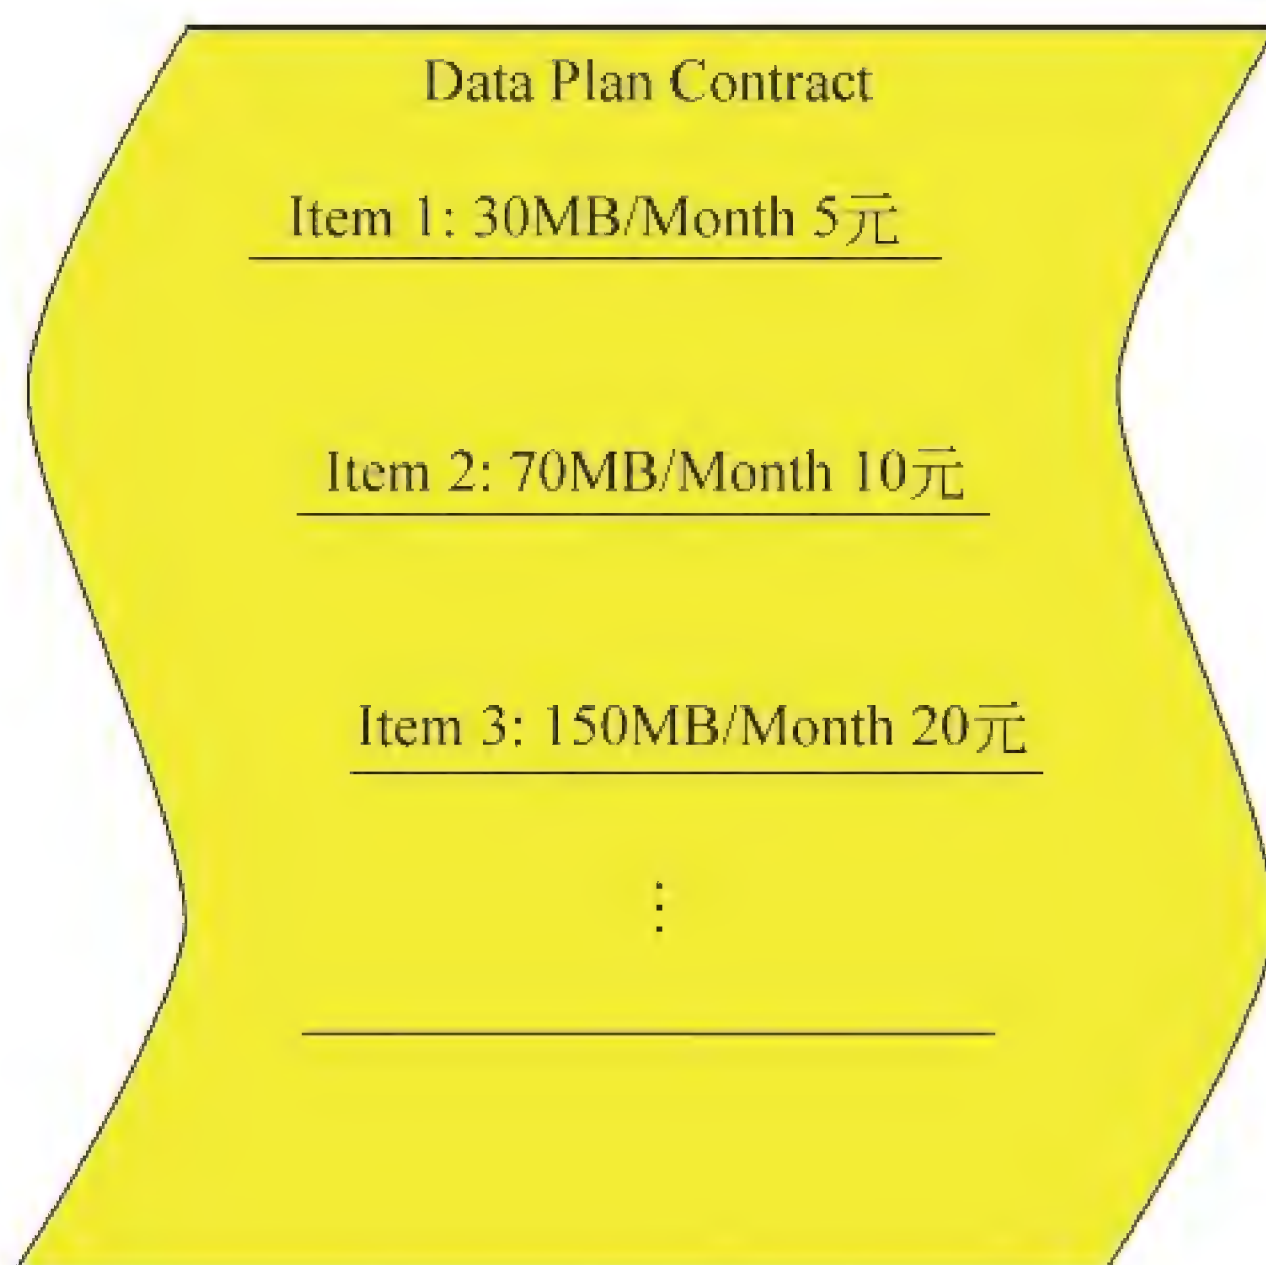 Data Plan Contract
Item 1: 30MB/Month 5元
Item 2: 70MB/Month 10元
Item 3: 150MB/Month 20元
⋮